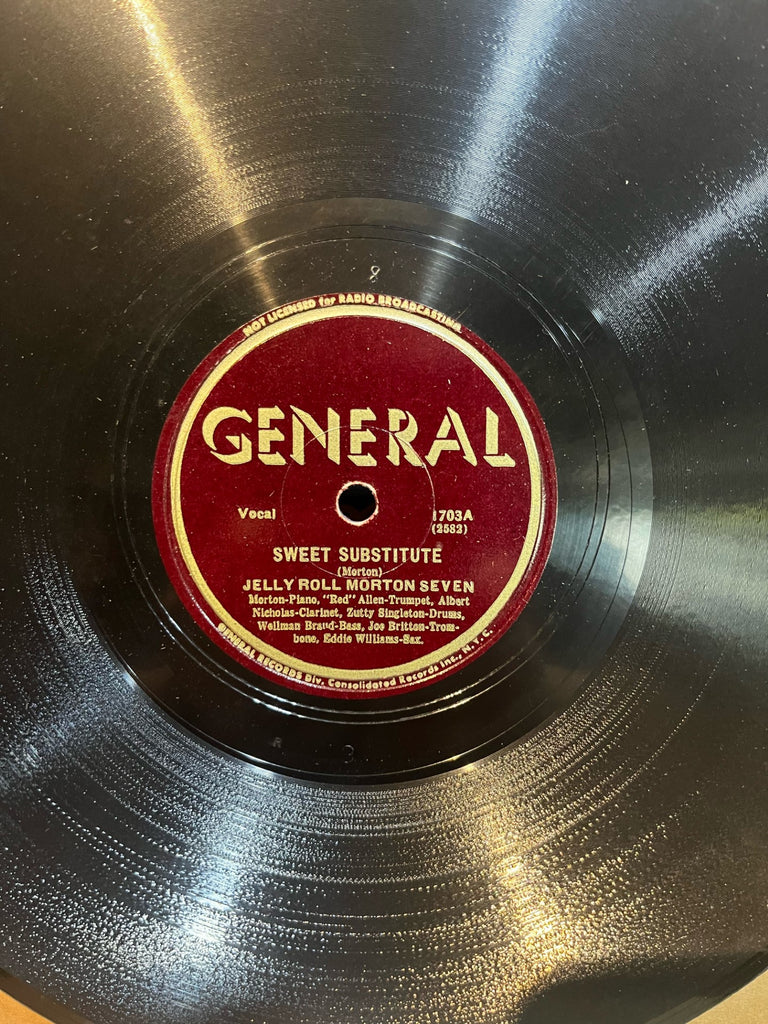 8
NOT LICENSED for RADIO BROADCASTING
GENERAL
Vocal 1703A
(2582)
SWEET SUBSTITUTE
(Morton)
JELLY ROLL MORTON SEVEN
Morton-Piano, "Red" Allen-Trumpet, Albert
Nicholas-Clarinet, Zutty Singleton-Drums,
Wellman Braud-Bass, Joe Britton-Trom-
bone, Eddie Williams-Sax.
GENERAL RECORDS Div. Consolidated Records Inc., N. Y. C.